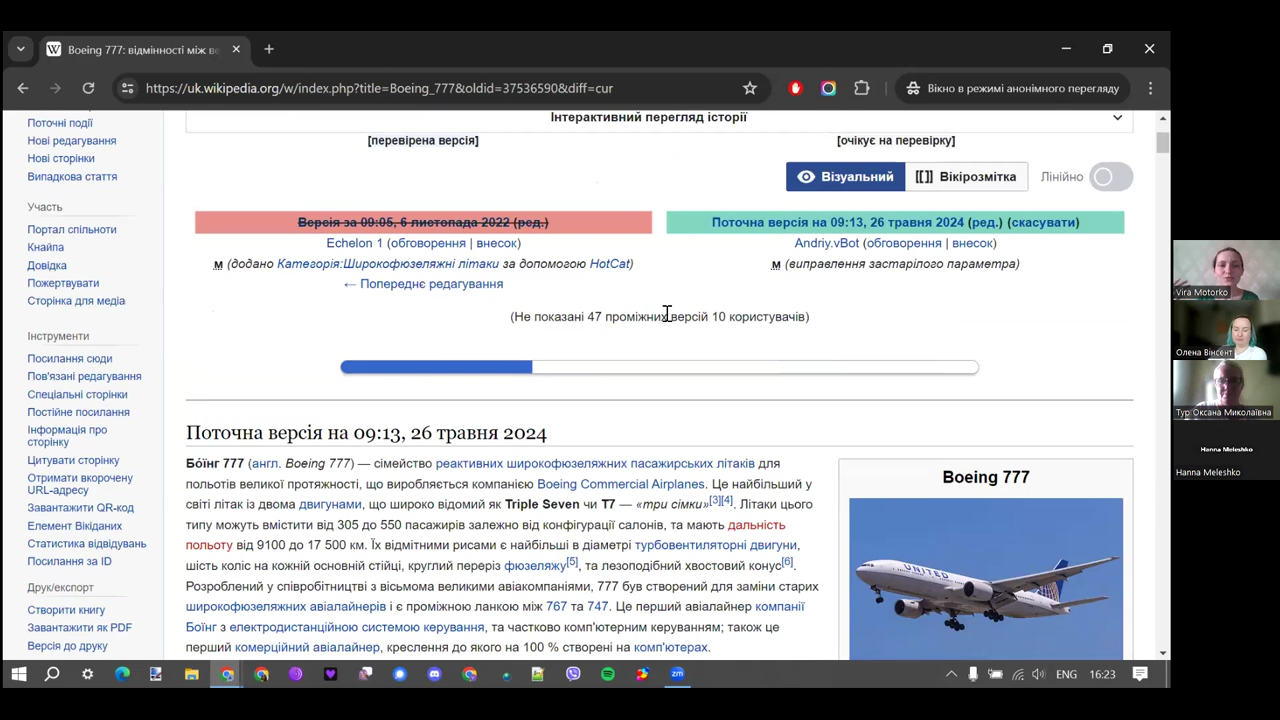 Boeing 777: відмінності між ве
https://uk.wikipedia.org/w/index.php?title=Boeing_777&oldid=37536590&diff=cur
Вікно в режимі анонімного перегляду
Поточні події
Нові редагування
Нові сторінки
Випадкова стаття
Участь
Портал спільноти
Кнайпа
Довідка
Пожертвувати
Сторінка для медіа
Інструменти
Посилання сюди
Пов'язані редагування
Спеціальні сторінки
Постійне посилання
Інформація про
сторінку
Цитувати сторінку
Отримати вкорочену
URL-адресу
Завантажити QR-код
Елемент Вікіданих
Статистика відвідувань
Посилання за ID
Друк/експорт
Створити книгу
Завантажити як PDF
Версія до друку
Інтерактивний перегляд історії
[перевірена версія]
[очікує на перевірку]
Візуальний
[[]] Вікірозмітка
Лінійно
Версія за 09:05, 6 листопада 2022 (ред.)
Echelon 1 (обговорення | внесок)
м (додано Категорія:Широкофюзеляжні літаки за допомогою HotCat)
← Попереднє редагування
Поточна версія на 09:13, 26 травня 2024 (ред.) (скасувати)
Andriy.vBot (обговорення | внесок)
м (виправлення застарілого параметра)
(Не показані 47 проміжних версій 10 користувачів)
Поточна версія на 09:13, 26 травня 2024
Бо́їнг 777 (англ. Boeing 777) — сімейство реактивних широкофюзеляжних пасажирських літаків для
польотів великої протяжності, що виробляється компанією Boeing Commercial Airplanes. Це найбільший у
світі літак із двома двигунами, що широко відомий як Triple Seven чи T7 — «три сімки»[3][4]. Літаки цього
типу можуть вмістити від 305 до 550 пасажирів залежно від конфігурації салонів, та мають дальність
польоту від 9100 до 17 500 км. Їх відмітними рисами є найбільші в діаметрі турбовентиляторні двигуни,
шість коліс на кожній основній стійці, круглий переріз фюзеляжу[5], та лезоподібний хвостовий конус[6].
Розроблений у співробітництві з вісьмома великими авіакомпаніями, 777 був створений для заміни старих
широкофюзеляжних авіалайнерів і є проміжною ланкою між 767 та 747. Це перший авіалайнер компанії
Боїнг з електродистанційною системою керування, та частково комп'ютерним керуванням; також це
перший комерційний авіалайнер, креслення до якого на 100 % створені на комп'ютерах.
Boeing 777
UNITED
Vira Motorko
Олена Вінсент
Тур Оксана Миколаївна
Hanna Meleshko
Hanna Meleshko
zm
ENG
16:23